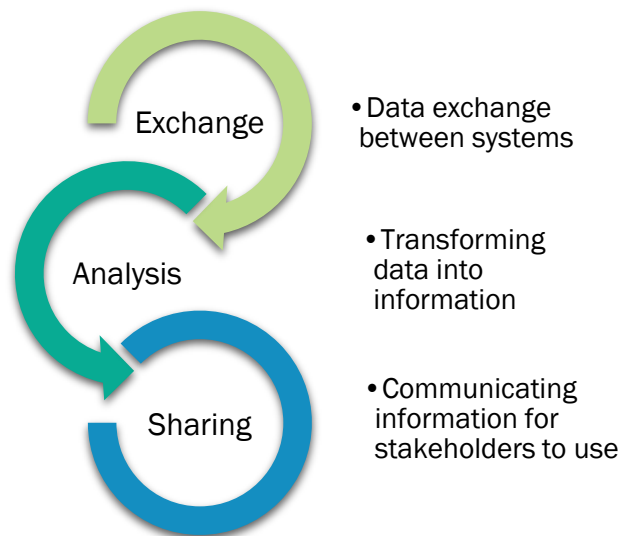 Exchange
•Data exchange
between systems
Analysis
•Transforming
data into
information
Sharing
•Communicating
information for
stakeholders to use